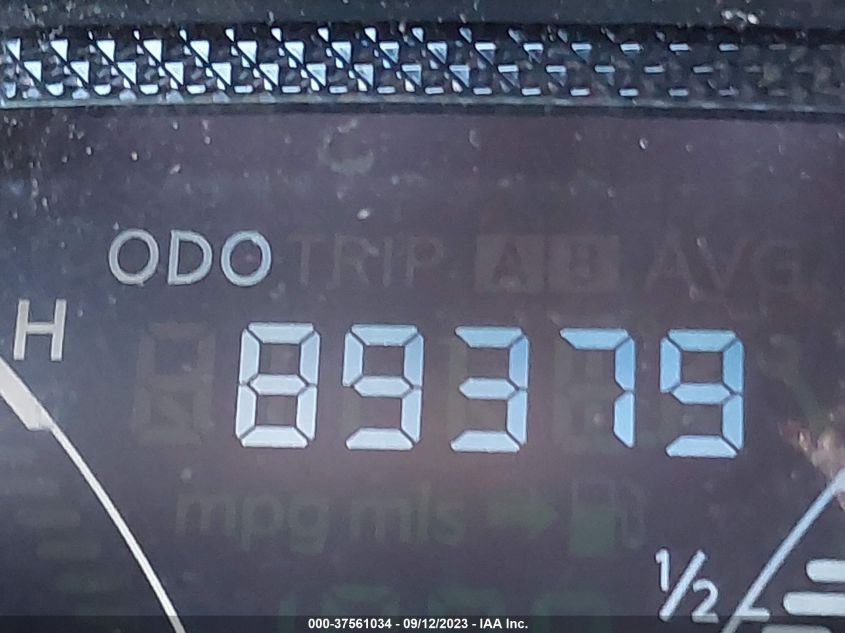 ODO TRIP A B AVG
H
89379
mpg mls
1/2
000-37561034 - 09/12/2023 - IAA Inc.